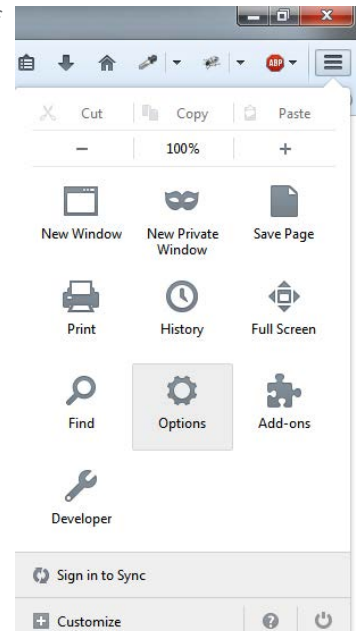 ABP
Cut Copy Paste
− 100% +
New Window New Private Window Save Page
Print History Full Screen
Find Options Add-ons
Developer
Sign in to Sync
Customize